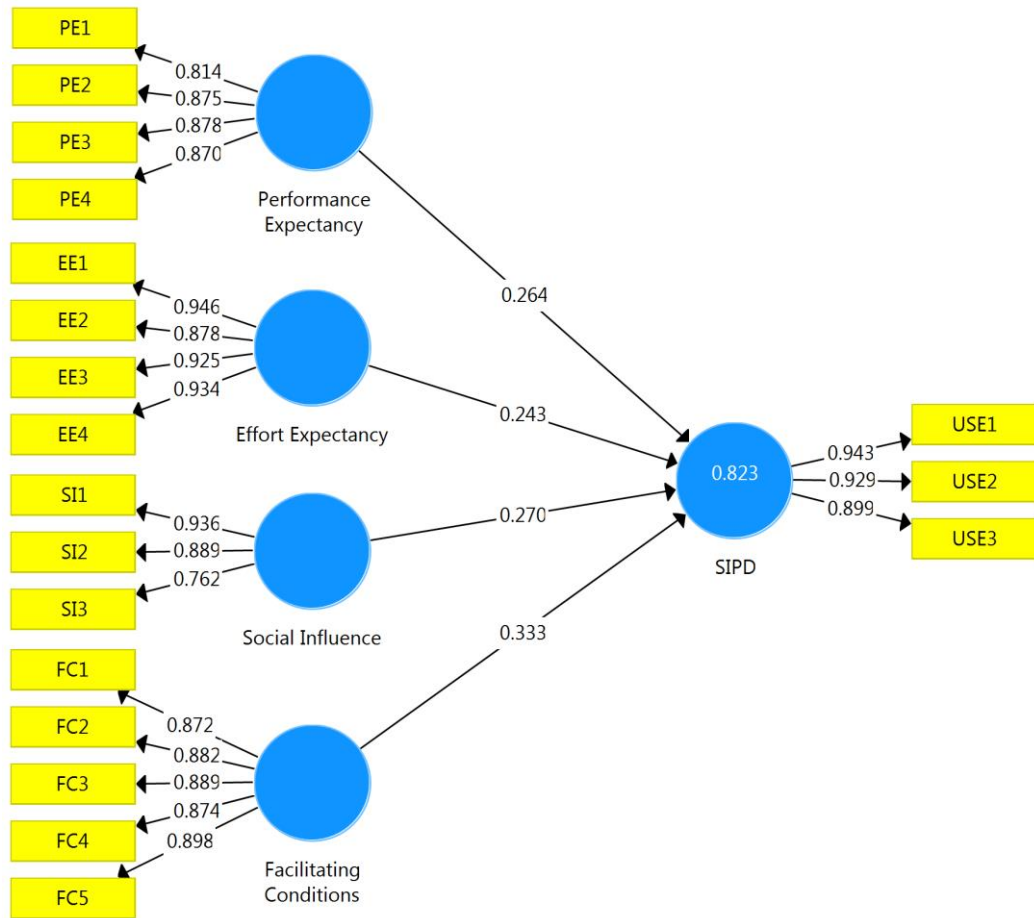 PE1
0.814
PE2
0.875
PE3
0.878
0.870
PE4
Performance
Expectancy
EE1
0.946
EE2
0.878
EE3
0.925
0.934
EE4
Effort Expectancy
SI1
0.936
SI2
0.889
0.762
SI3
Social Influence
FC1
0.872
FC2
0.882
FC3
0.889
0.874
FC4
0.898
FC5
Facilitating
Conditions
0.264
0.243
0.270
0.333
0.823
SIPD
0.943
USE1
0.929
USE2
0.899
USE3